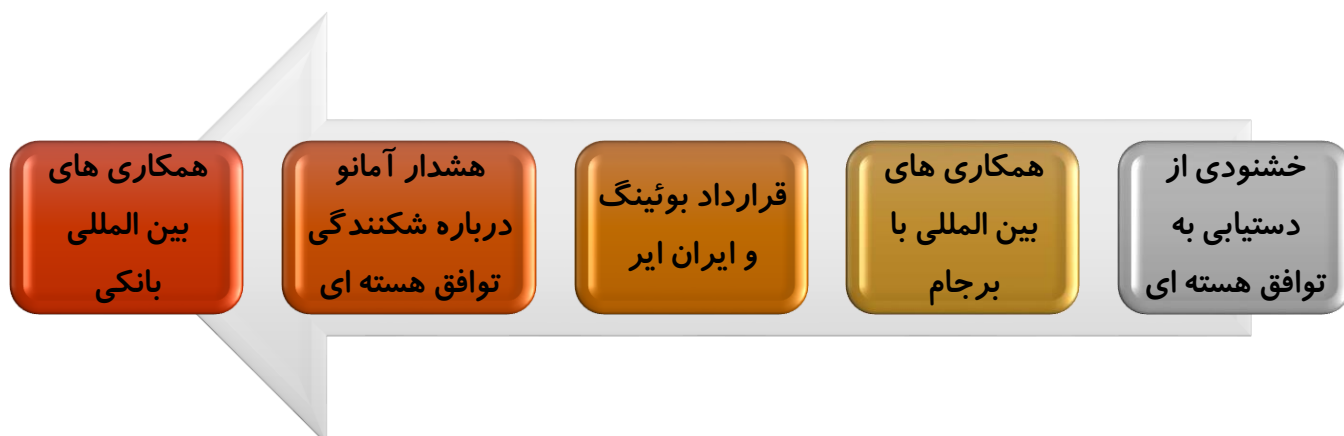 خشنودی از
دستیابی به
توافق هسته ای
همکاری های
بین المللی با
برجام
قرارداد بوئینگ
و ایران ایر
هشدار آمانو
درباره شکنندگی
توافق هسته ای
همکاری های
بین المللی
بانکی